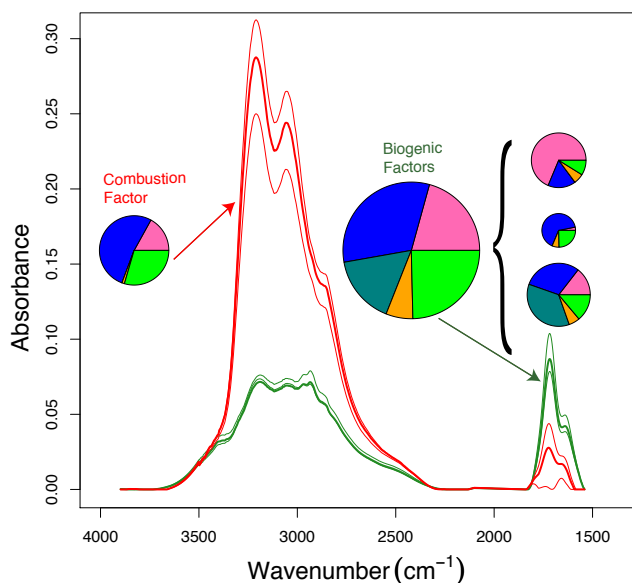 0.30
0.25
0.20
0.15
0.10
0.05
0.00
Absorbance
Combustion
Factor
Biogenic
Factors
4000 3500 3000 2500 2000 1500
Wavenumber (cm⁻¹)